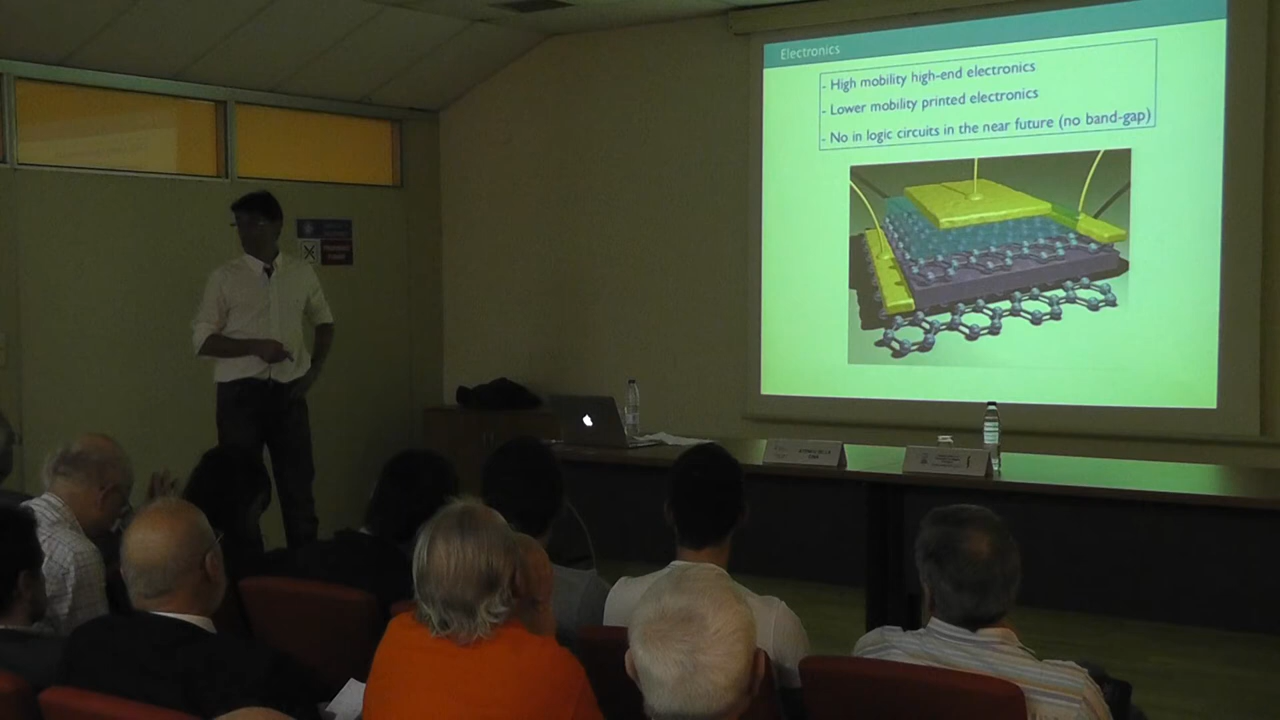 Electronics
- High mobility high-end electronics
- Lower mobility printed electronics
- No in logic circuits in the near future (no band-gap)